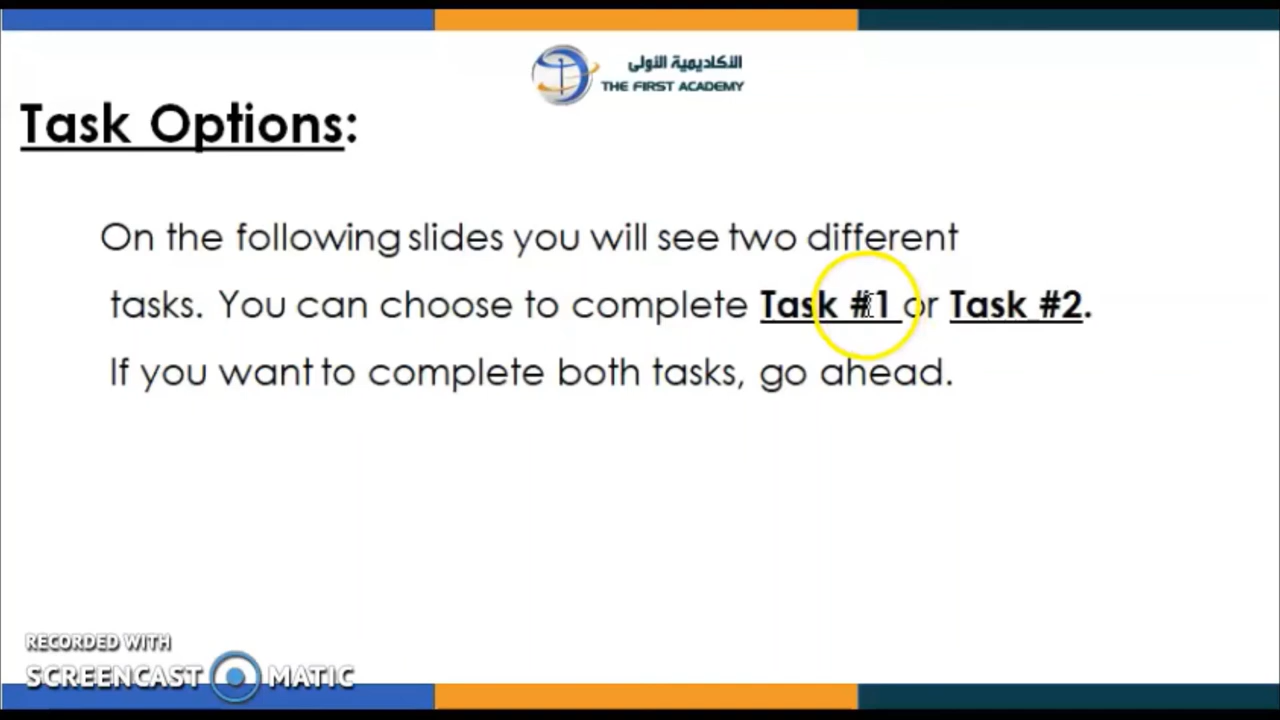 الأكاديمية الأولى
THE FIRST ACADEMY
Task Options:
On the following slides you will see two different
tasks. You can choose to complete Task #1 or Task #2.
If you want to complete both tasks, go ahead.
RECORDED WITH
SCREENCAST MATIC